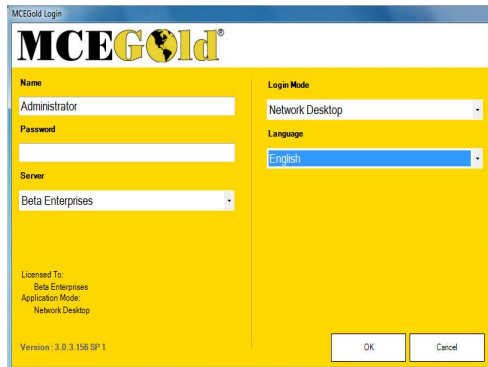 MCEGold Login
MCEGold®
Name
Administrator
Password
Server
Beta Enterprises
Login Mode
Network Desktop
Language
English
Licensed To:
Beta Enterprises
Application Mode:
Network Desktop
Version : 3.0.3.156 SP 1
OK
Cancel